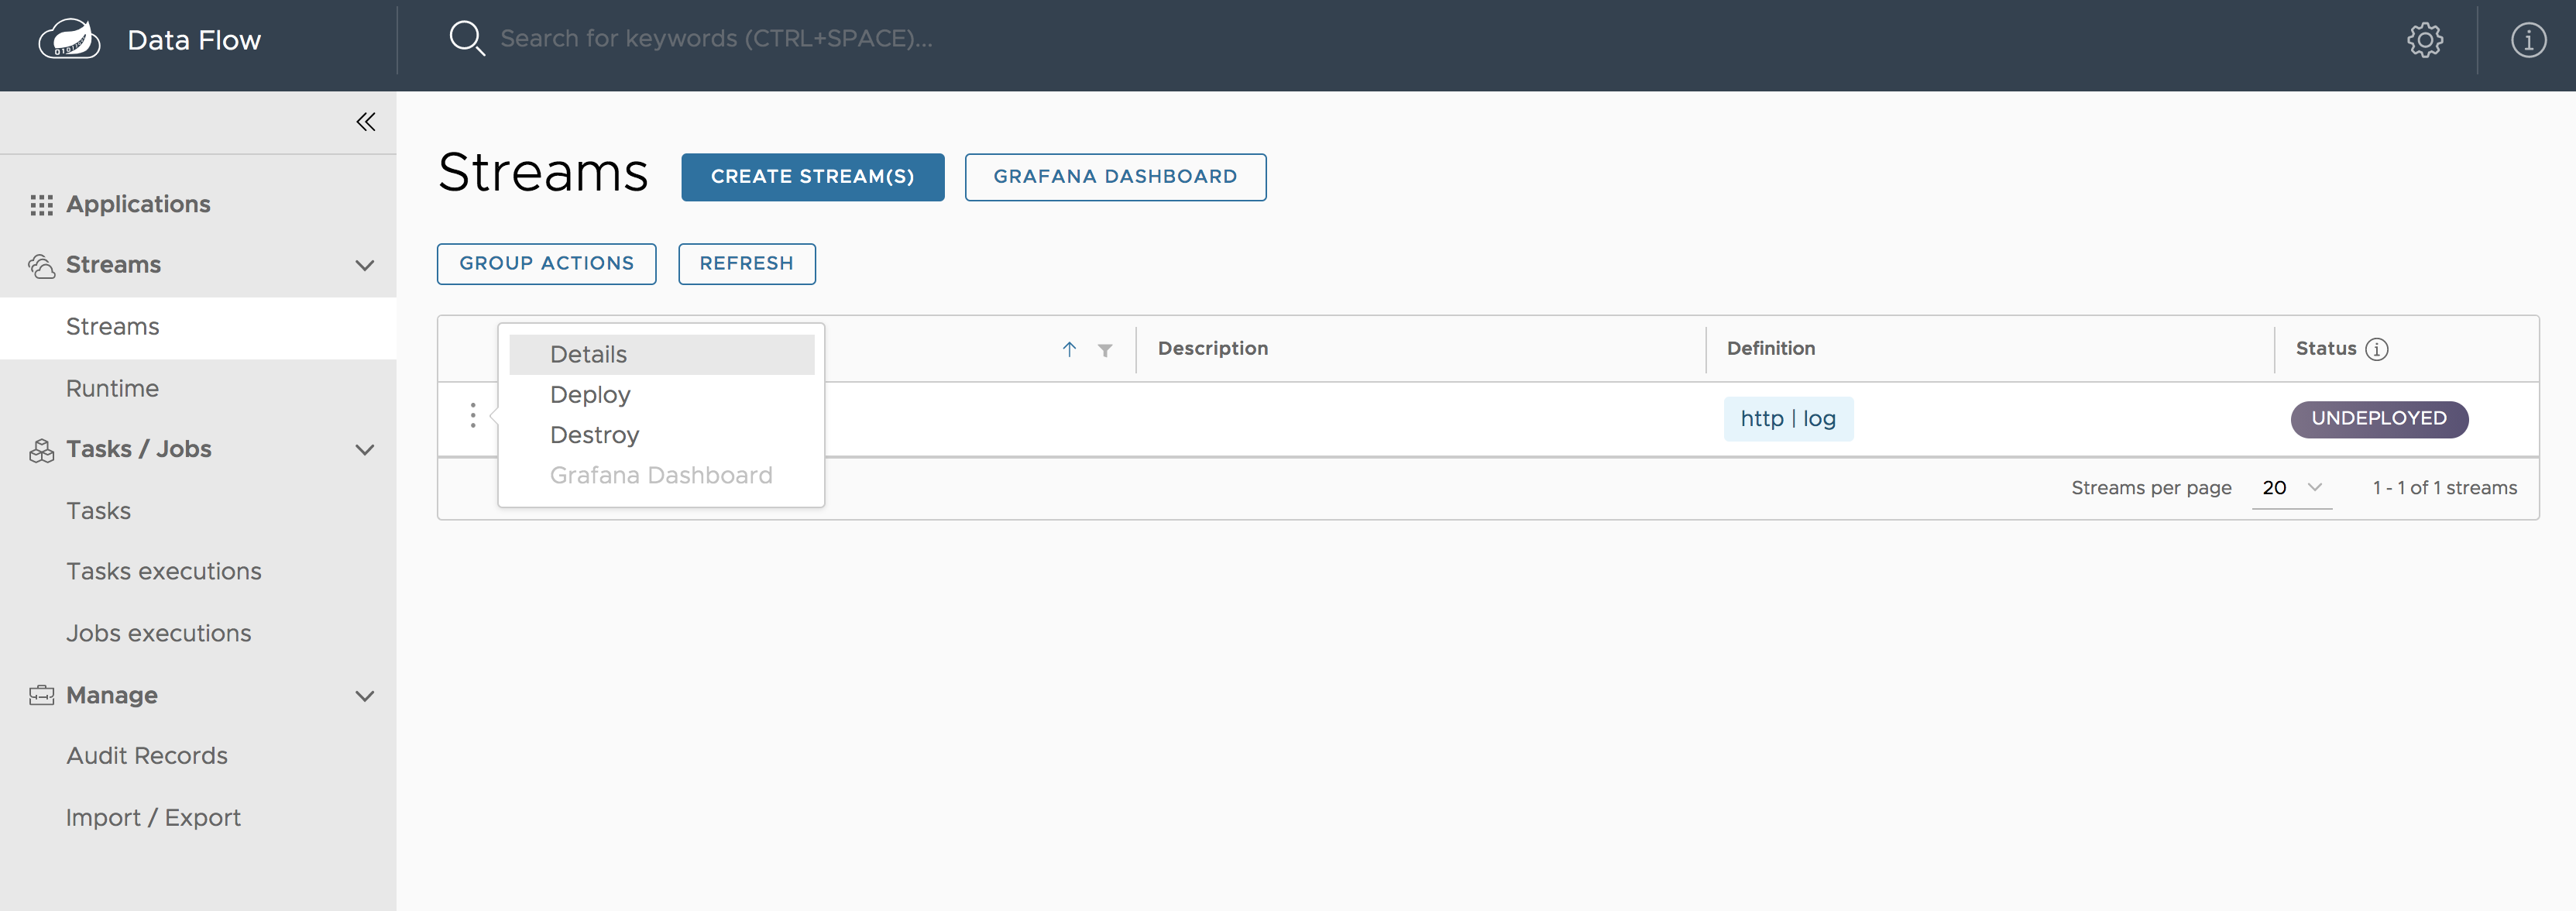 Data Flow
Search for keywords (CTRL+SPACE)...
Applications
Streams
Streams
Runtime
Tasks / Jobs
Tasks
Tasks executions
Jobs executions
Manage
Audit Records
Import / Export
Streams
CREATE STREAM(S)
GRAFANA DASHBOARD
GROUP ACTIONS
REFRESH
Description
Definition
Status
Details
Deploy
Destroy
Grafana Dashboard
http | log
UNDEPLOYED
Streams per page
20
1 - 1 of 1 streams